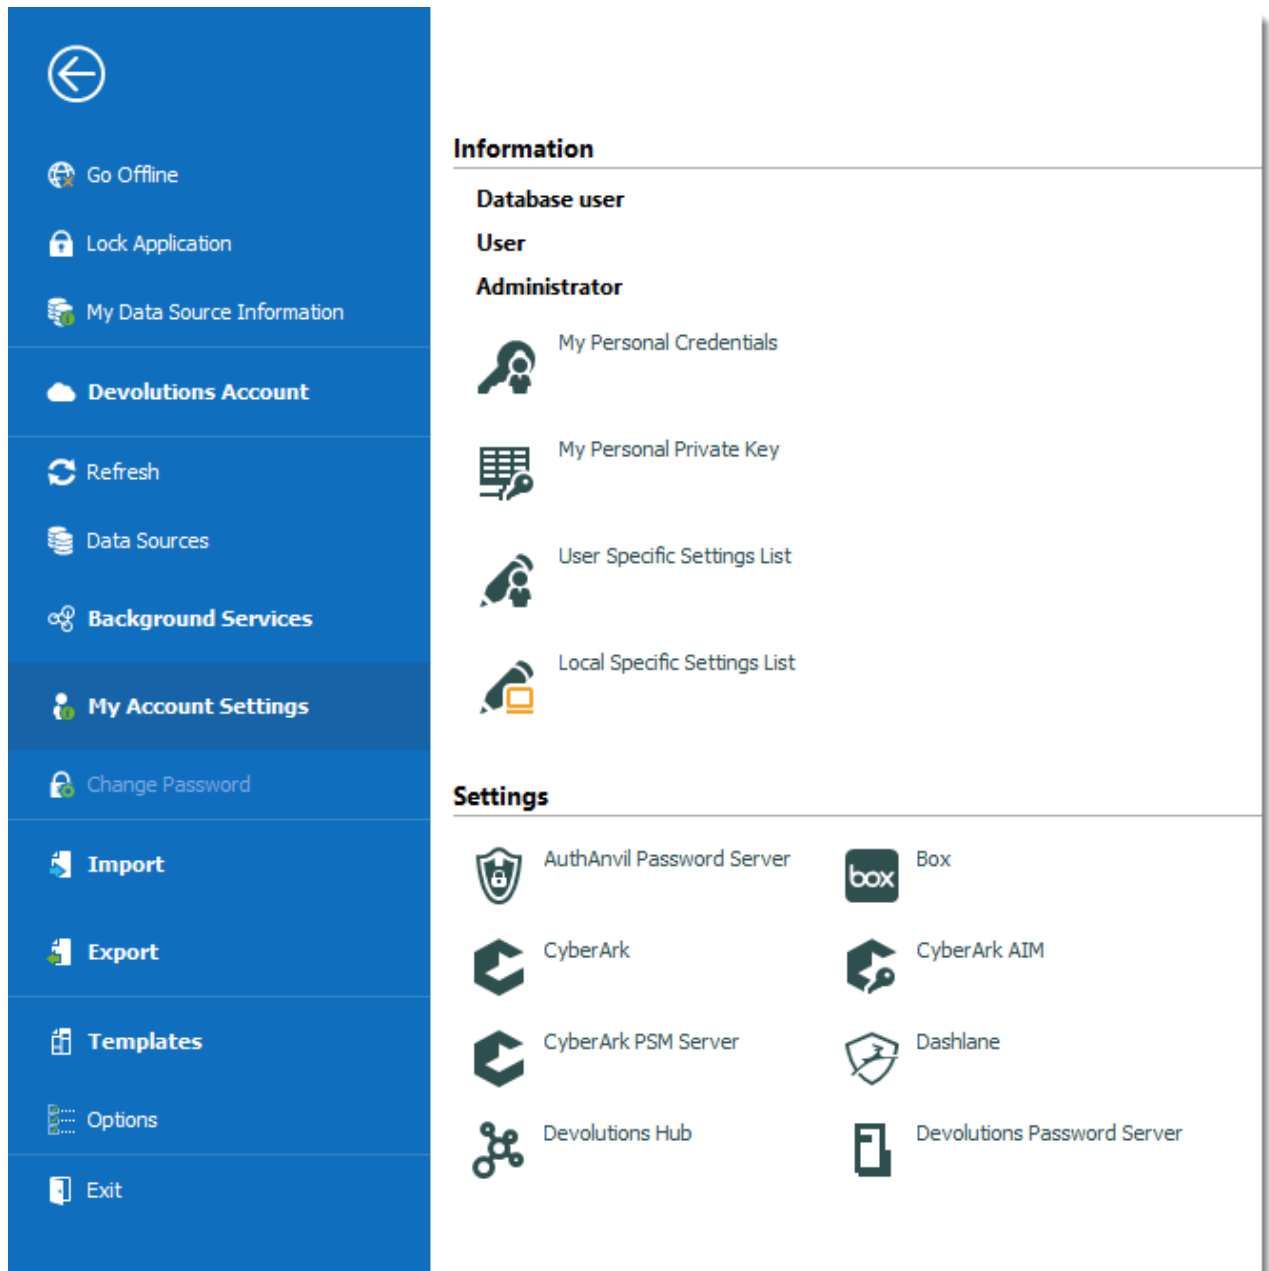 Go Offline
Lock Application
My Data Source Information
Devolutions Account
Refresh
Data Sources
Background Services
My Account Settings
Change Password
Import
Export
Templates
Options
Exit
Information
Database user
User
Administrator
My Personal Credentials
My Personal Private Key
User Specific Settings List
Local Specific Settings List
Settings
AuthAnvil Password Server
box
Box
CyberArk
CyberArk AIM
CyberArk PSM Server
Dashlane
Devolutions Hub
Devolutions Password Server